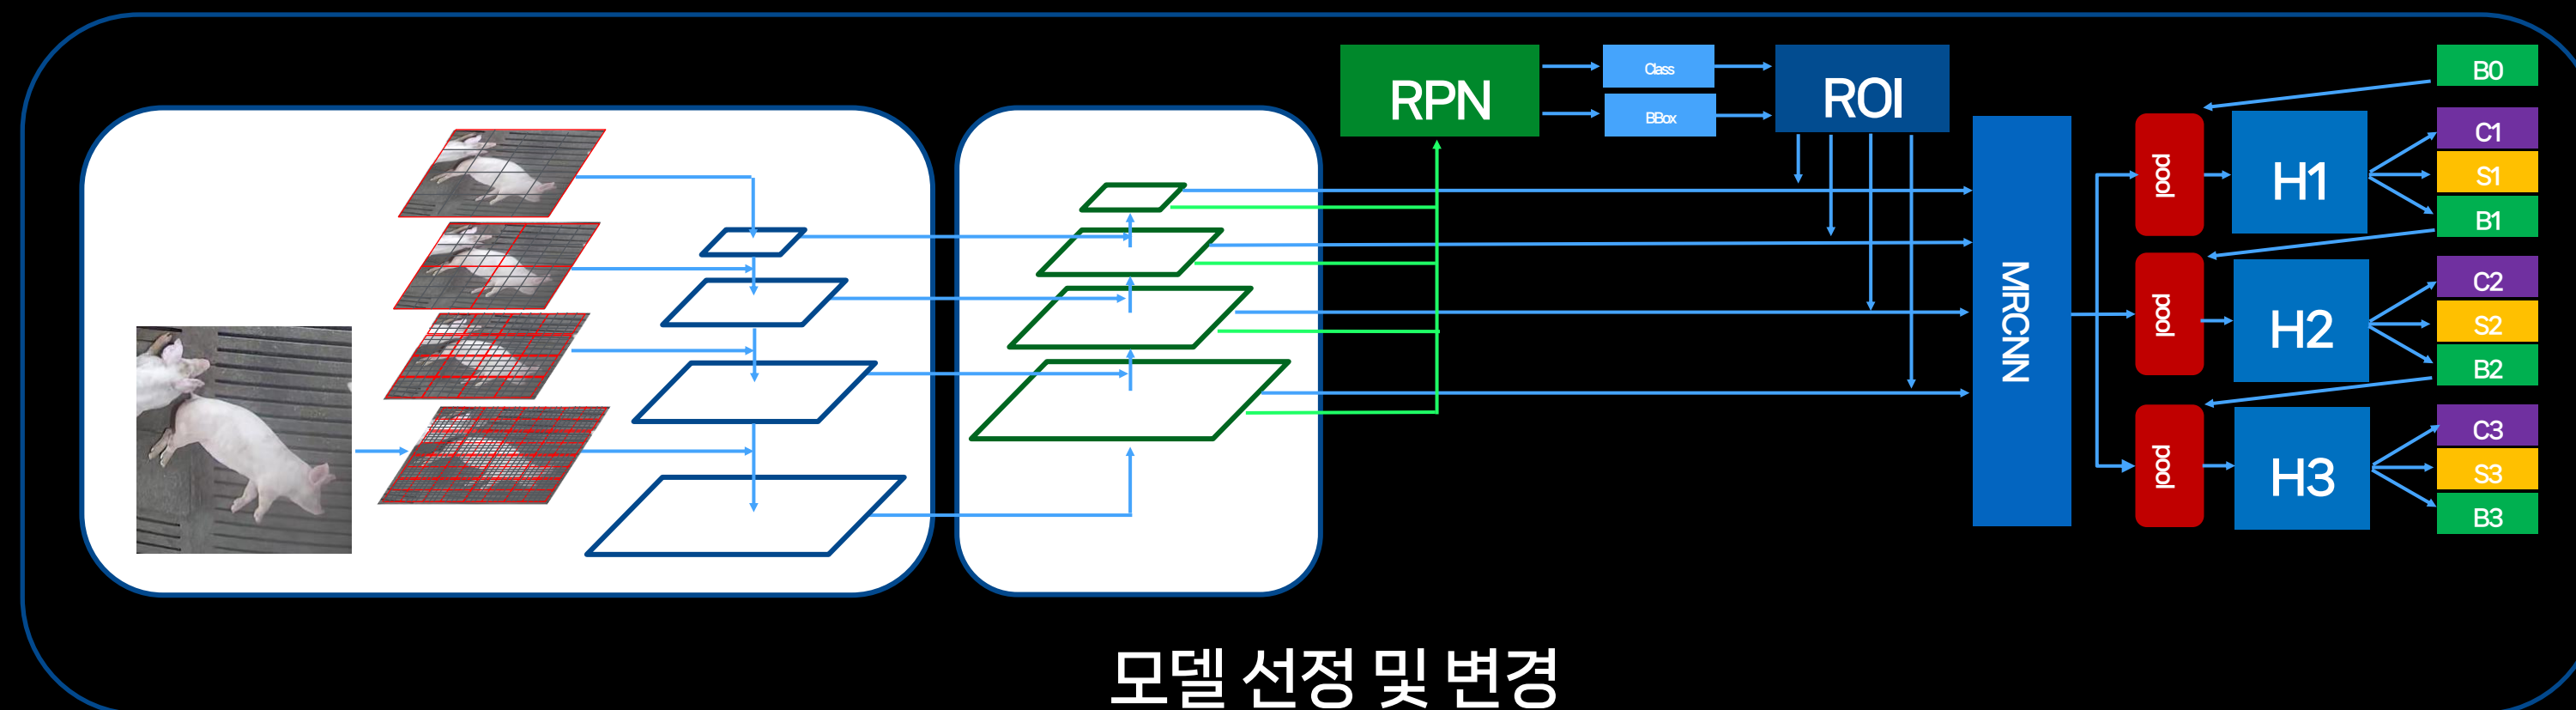 RPN
Class
BBox
ROI
MRCNN
pool
pool
pool
H1
H2
H3
B0
C1
S1
B1
C2
S2
B2
C3
S3
B3
모델 선정 및 변경